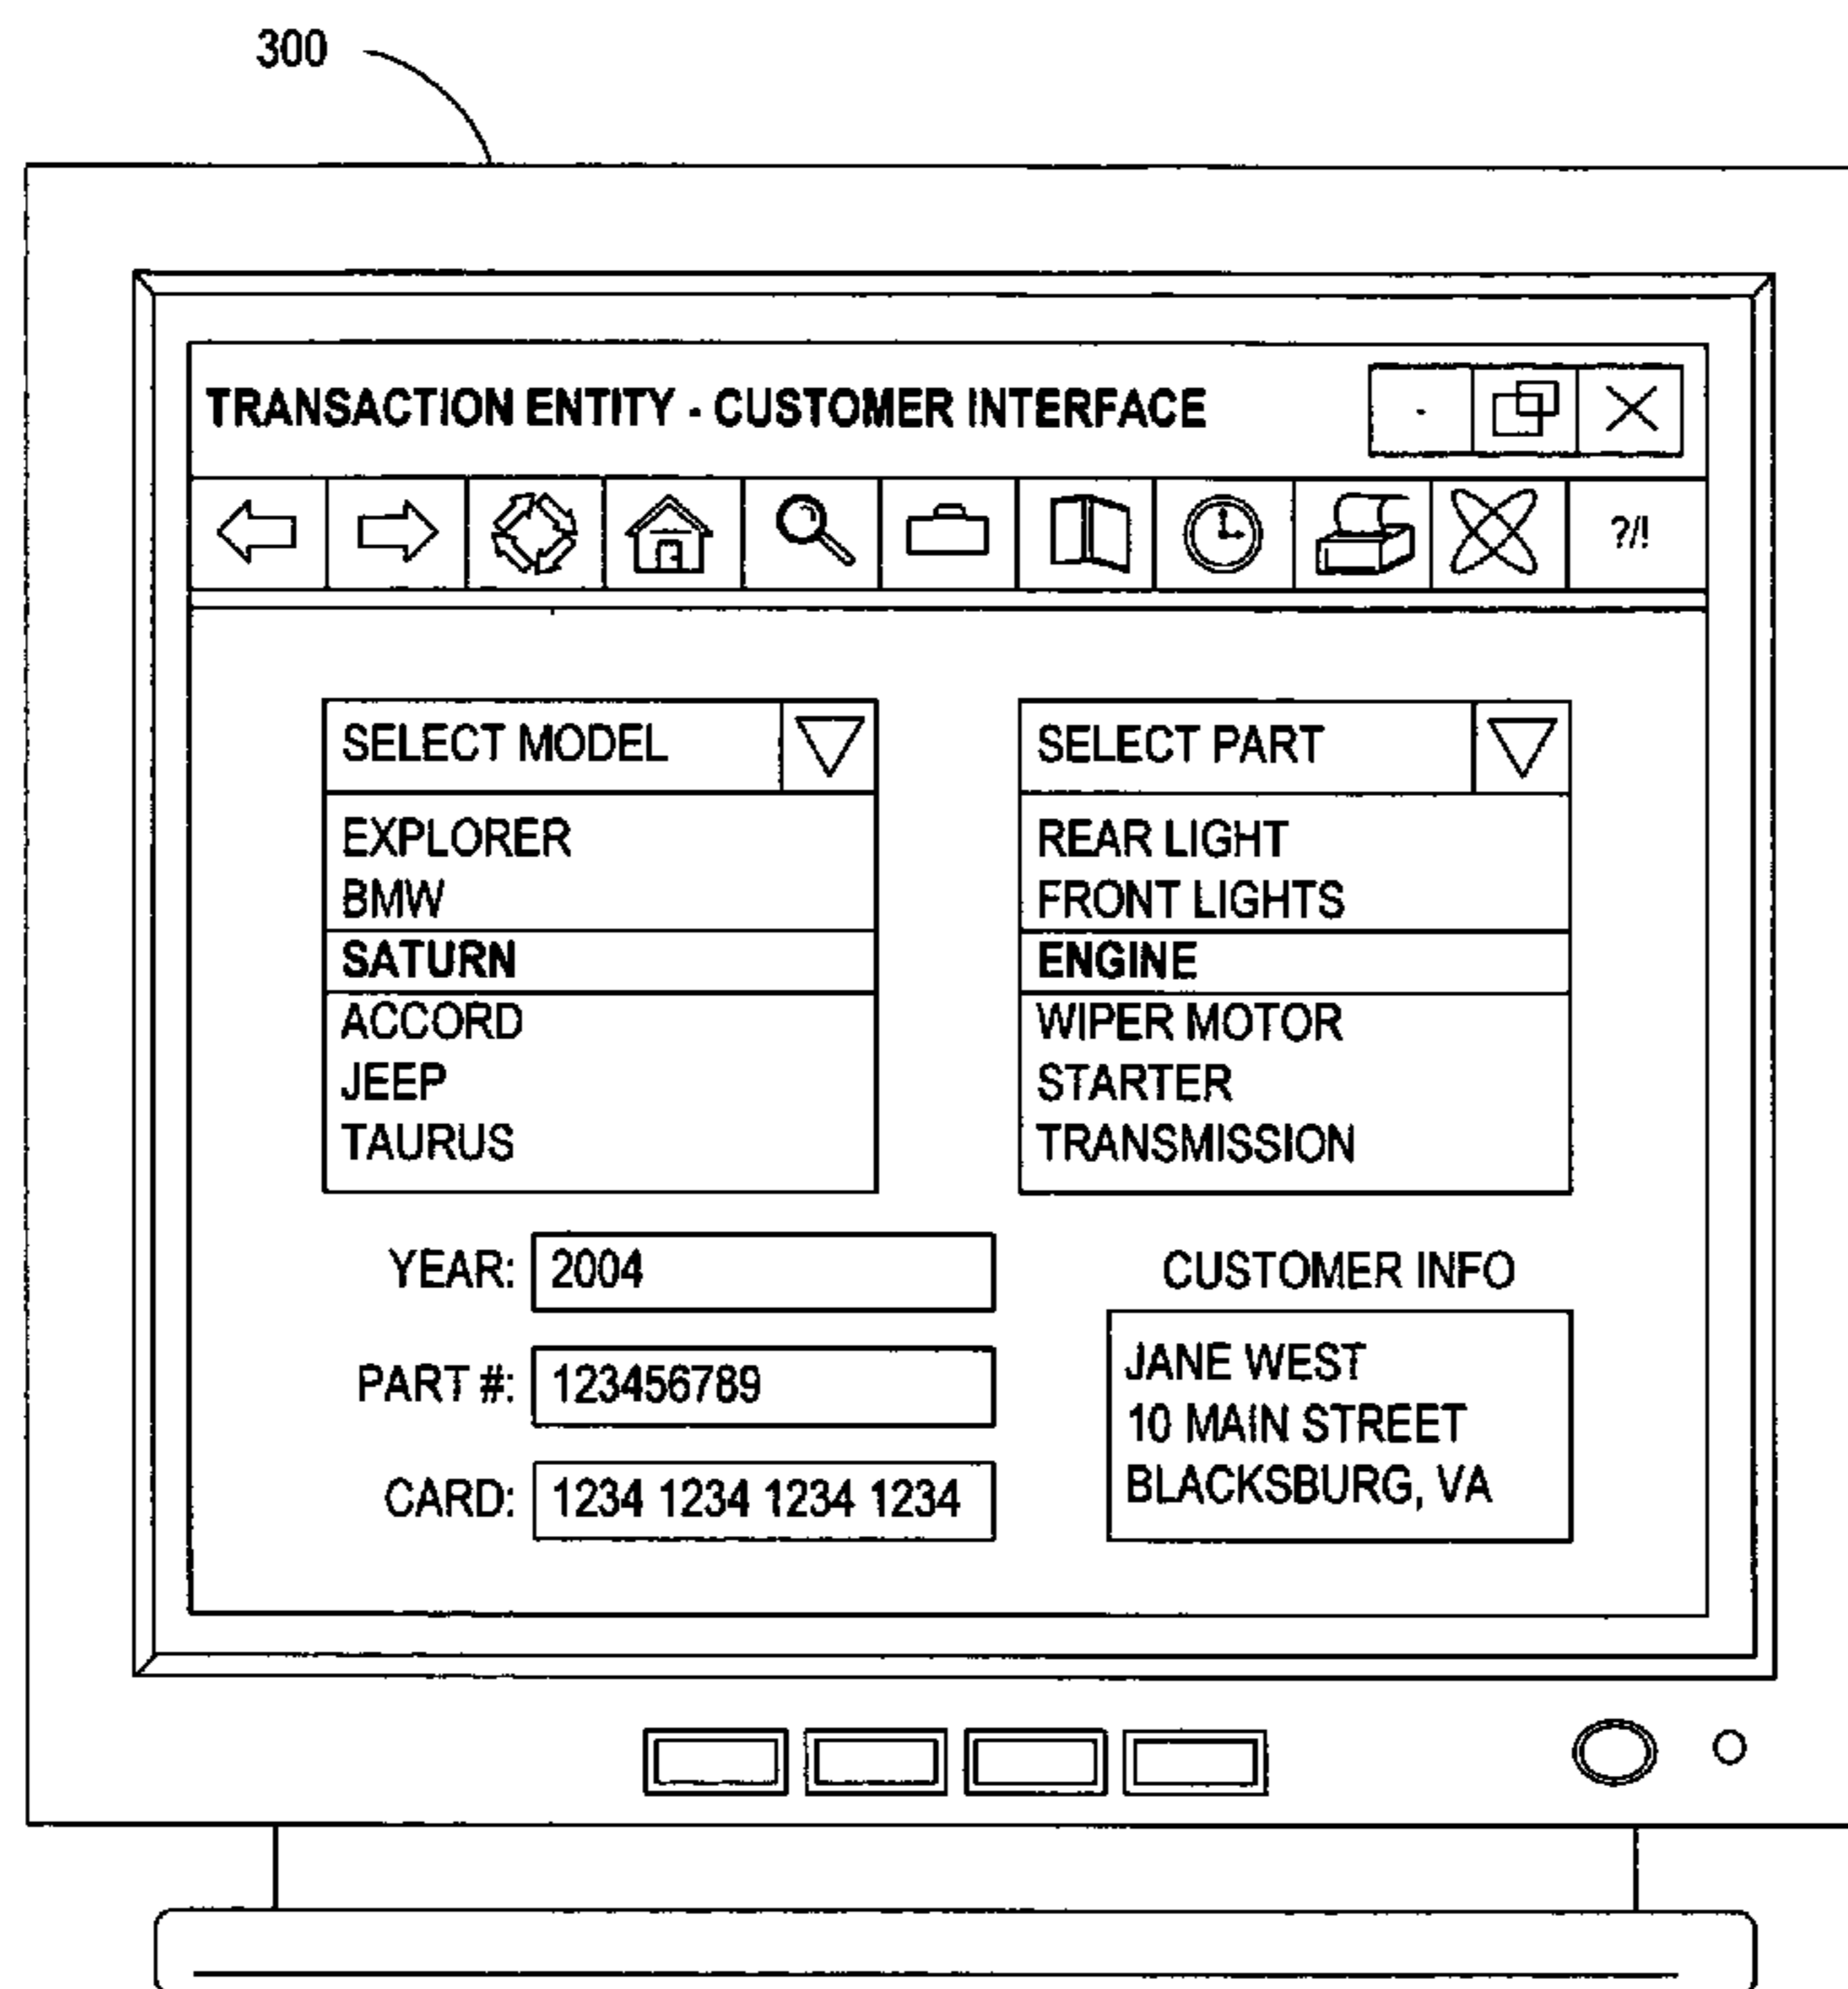 300
TRANSACTION ENTITY - CUSTOMER INTERFACE
?/!
SELECT MODEL
EXPLORER
BMW
SATURN
ACCORD
JEEP
TAURUS
SELECT PART
REAR LIGHT
FRONT LIGHTS
ENGINE
WIPER MOTOR
STARTER
TRANSMISSION
YEAR: 2004
PART #: 123456789
CARD: 1234 1234 1234 1234
CUSTOMER INFO
JANE WEST
10 MAIN STREET
BLACKSBURG, VA